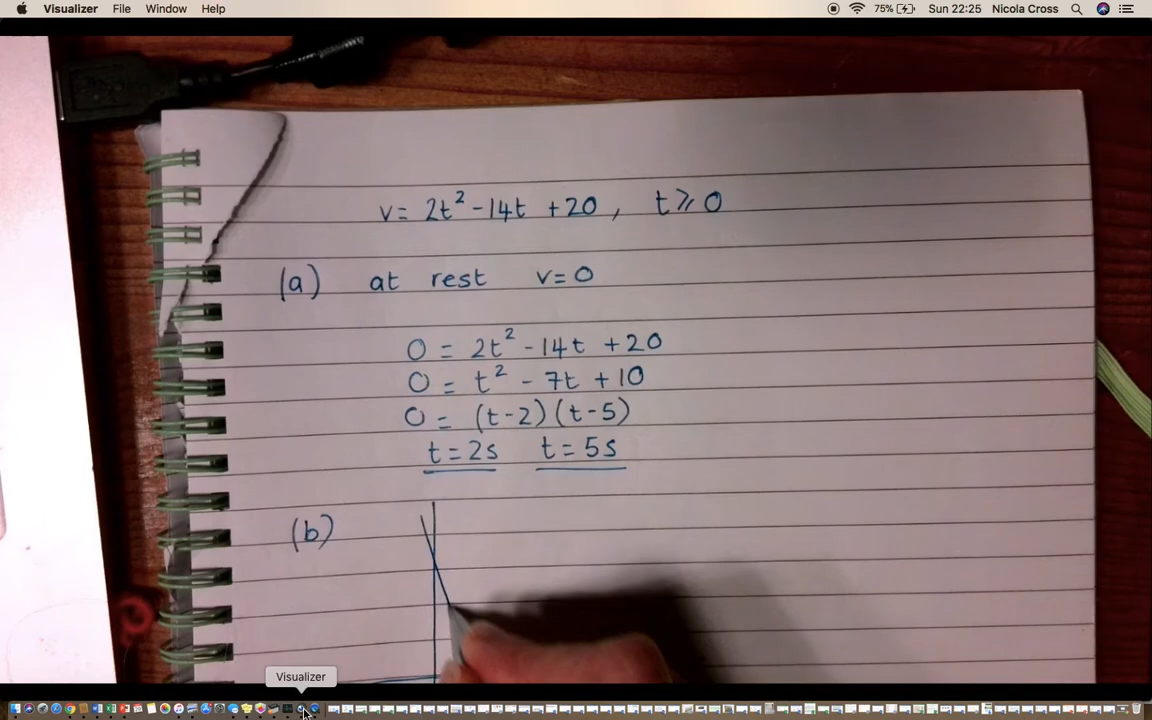 Visualizer File Window Help 75% Sun 22:25 Nicola Cross
v = 2t² - 14t + 20, t ⩾ 0
(a) at rest v = 0
0 = 2t² - 14t + 20
0 = t² - 7t + 10
0 = (t-2)(t-5)
t = 2s t = 5s
(b)
Visualizer